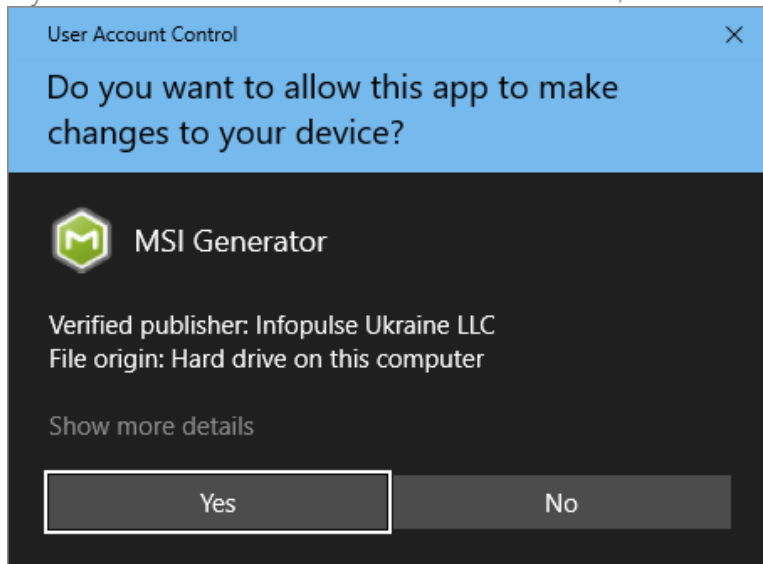 User Account Control
Do you want to allow this app to make
changes to your device?
MSI Generator
Verified publisher: Infopulse Ukraine LLC
File origin: Hard drive on this computer
Show more details
Yes
No